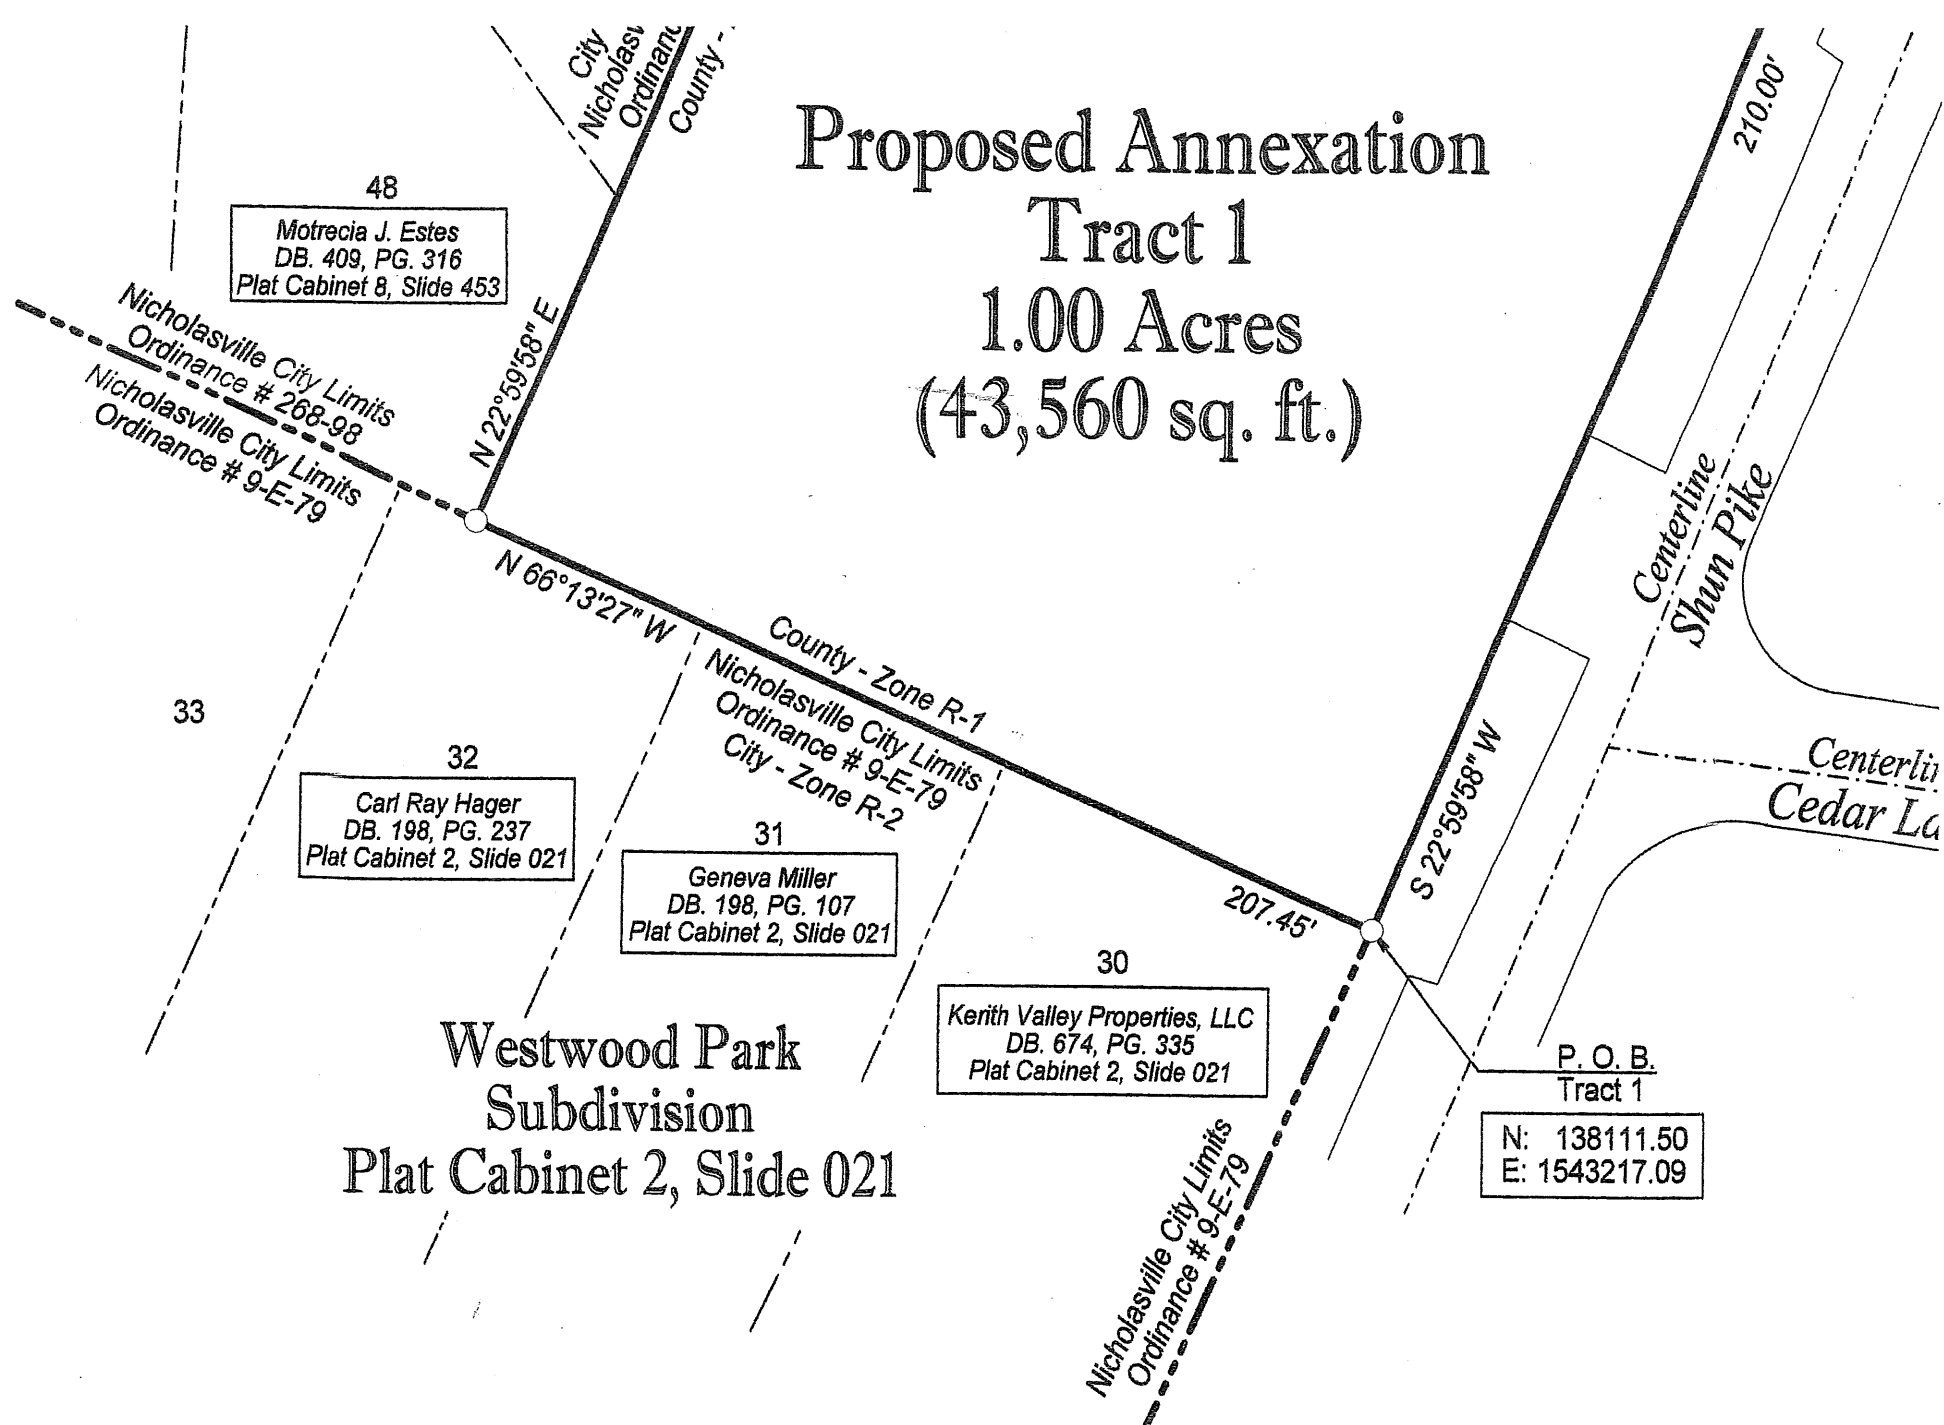 City
Nicholasv
Ordinanc
County -
Proposed Annexation
Tract 1
1.00 Acres
(43,560 sq. ft.)
210.00'
48
Motrecia J. Estes
DB. 409, PG. 316
Plat Cabinet 8, Slide 453
Nicholasville City Limits
Ordinance # 268-98
Nicholasville City Limits
Ordinance # 9-E-79
N 22°59'58" E
N 66°13'27" W
County - Zone R-1
Nicholasville City Limits
Ordinance # 9-E-79
City - Zone R-2
207.45'
S 22°59'58" W
Centerline
Shun Pike
Centerlin
Cedar La
33
32
Carl Ray Hager
DB. 198, PG. 237
Plat Cabinet 2, Slide 021
31
Geneva Miller
DB. 198, PG. 107
Plat Cabinet 2, Slide 021
30
Kerith Valley Properties, LLC
DB. 674, PG. 335
Plat Cabinet 2, Slide 021
Westwood Park
Subdivision
Plat Cabinet 2, Slide 021
P. O. B.
Tract 1
N: 138111.50
E: 1543217.09
Nicholasville City Limits
Ordinance # 9-E-79